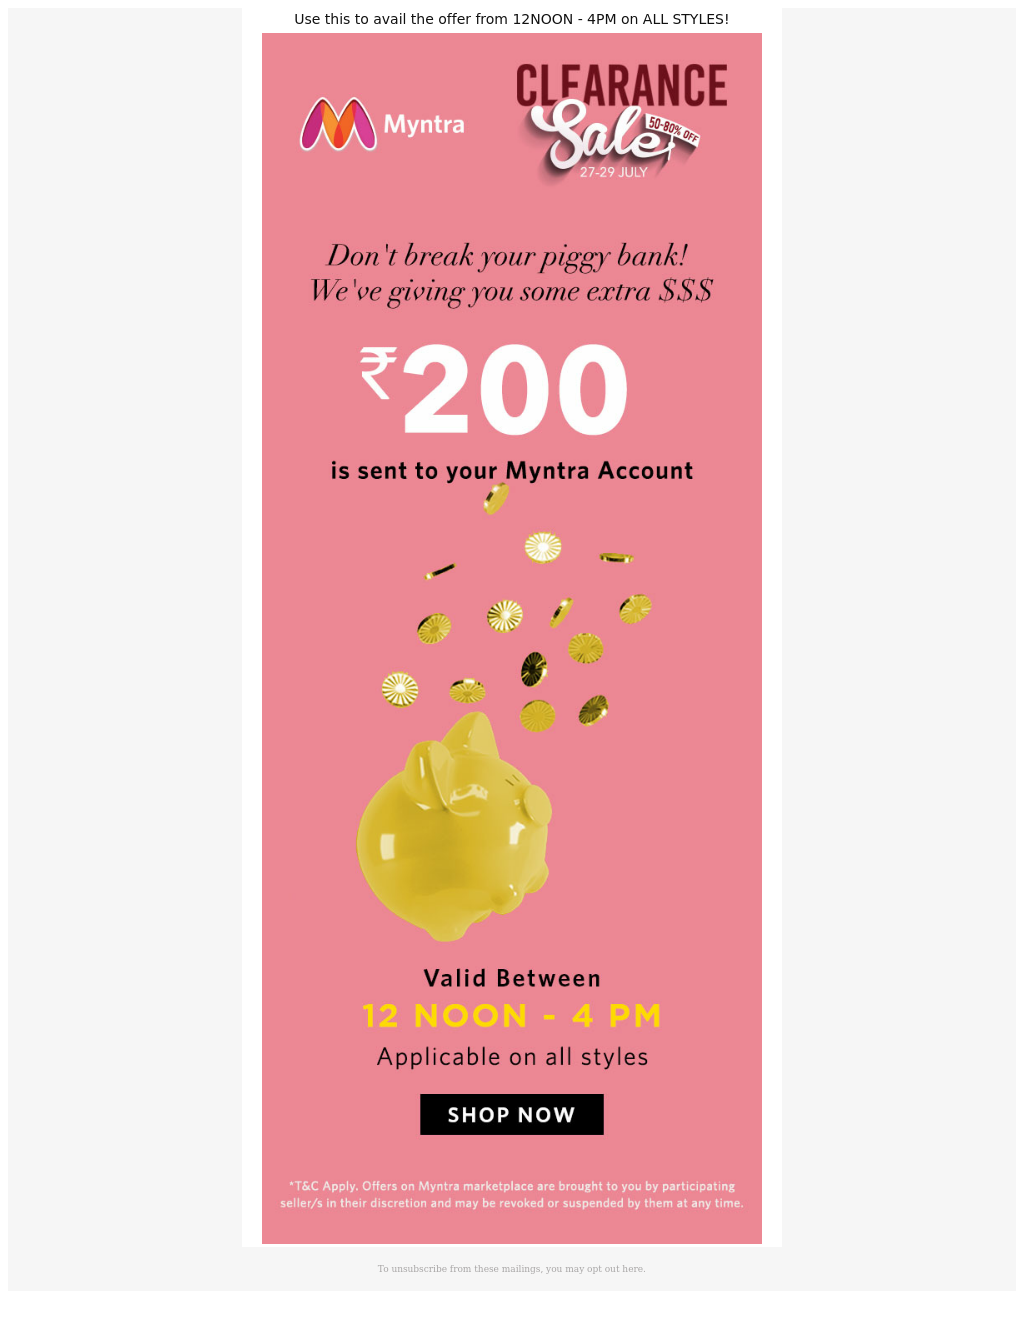 Use this to avail the offer from 12NOON - 4PM on ALL STYLES!
Myntra
CLEARANCE
Sale
50-80% OFF
27-29 JULY
Don't break your piggy bank!
We've giving you some extra $$$
₹200
is sent to your Myntra Account
Valid Between
12 NOON - 4 PM
Applicable on all styles
SHOP NOW
*T&C Apply. Offers on Myntra marketplace are brought to you by participating
seller/s in their discretion and may be revoked or suspended by them at any time.
To unsubscribe from these mailings, you may opt out here.